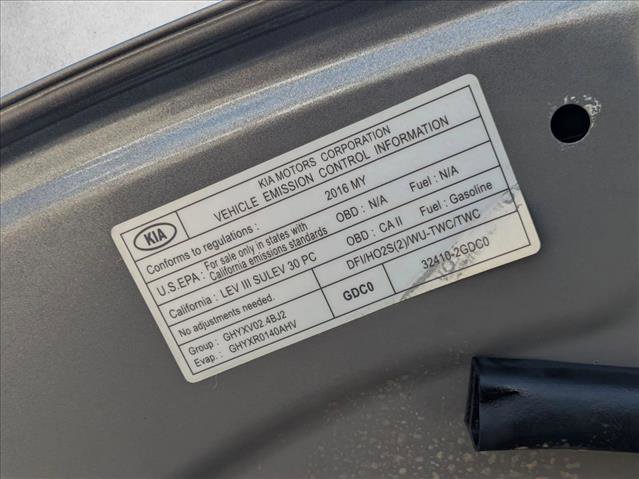 KIA
KIA MOTORS CORPORATION
VEHICLE EMISSION CONTROL INFORMATION
Conforms to regulations : 2016 MY
U.S.EPA : For sale only in states with California emissions standards OBD : N/A Fuel : N/A
California : LEV III SULEV 30 PC OBD : CA II Fuel : Gasoline
No adjustments needed. DFI/HO2S(2)/WU-TWC/TWC
Group : GHYXV02.4BJ2 GDC0 32410-2GDC0
Evap : GHYXR0140AHV